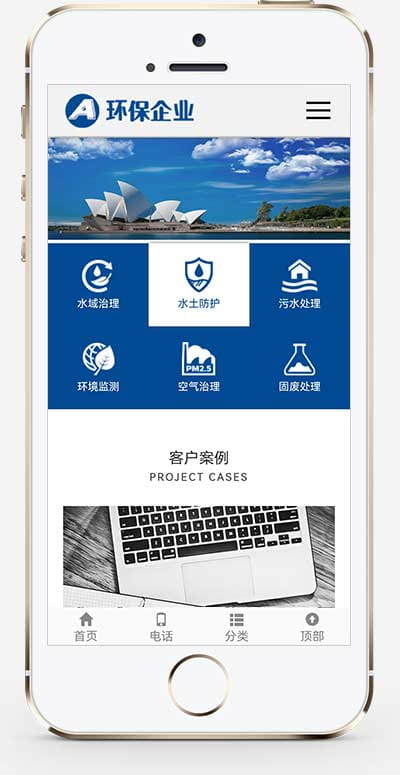 A 环保企业
水域治理 水土防护 污水处理
PM2.5
环境监测 空气治理 固废处理
客户案例
PROJECT CASES
首页 电话 分类 顶部